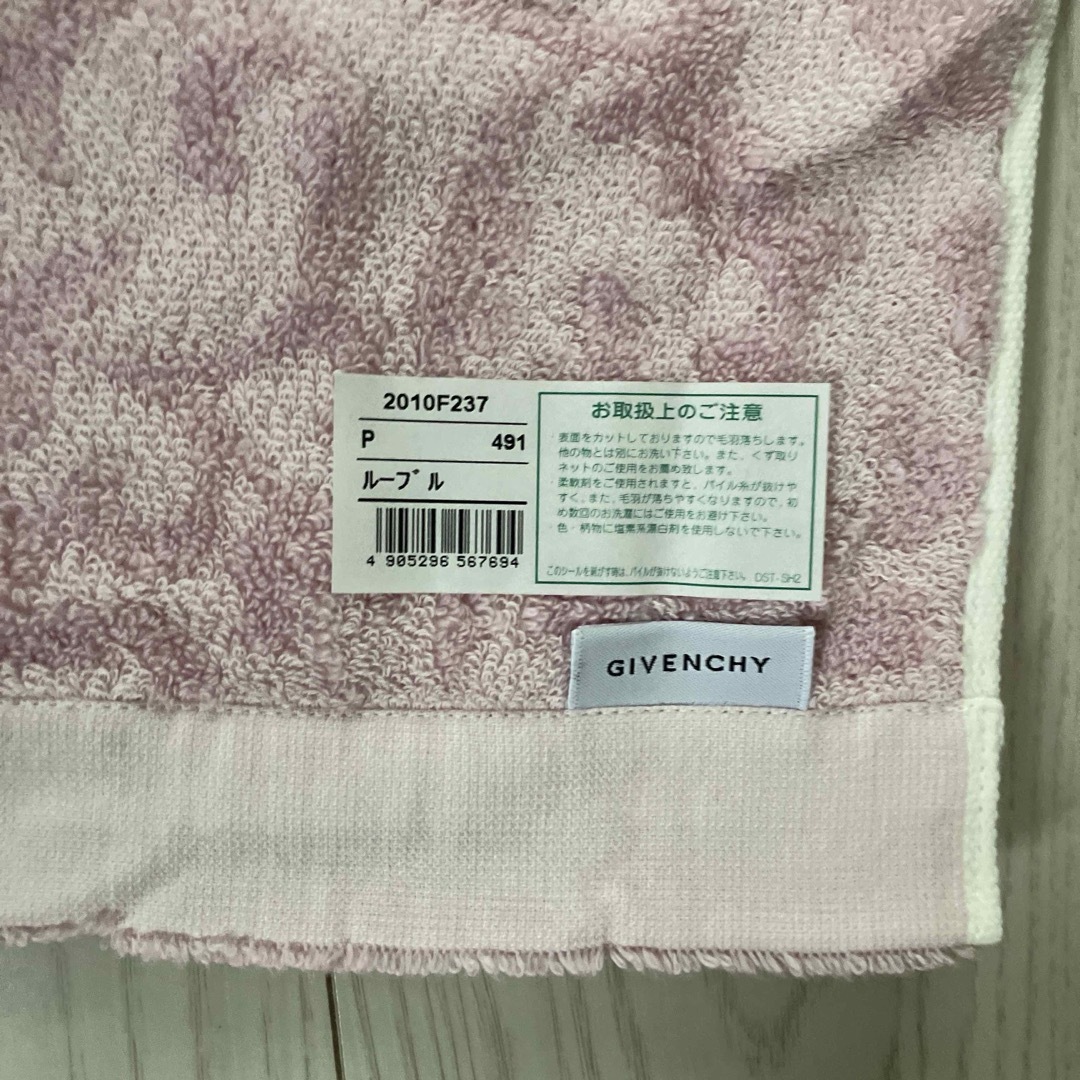 2010F237
P 491
ルーブル
4 905296 567694
お取扱上のご注意
・表面をカットしておりますので毛羽落ちします。
他の物とは別にお洗い下さい。また、くず取り
ネットのご使用をお薦め致します。
・柔軟剤をご使用されますと、パイル糸が抜けや
すく、また、毛羽が落ちやすくなりますので、初
め数回のお洗濯にはご使用をお避け下さい。
・色・柄物に塩素系漂白剤を使用しないで下さい。
このシールを剥がす時は、パイルが抜けないようご注意下さい。 DST-SH2
GIVENCHY